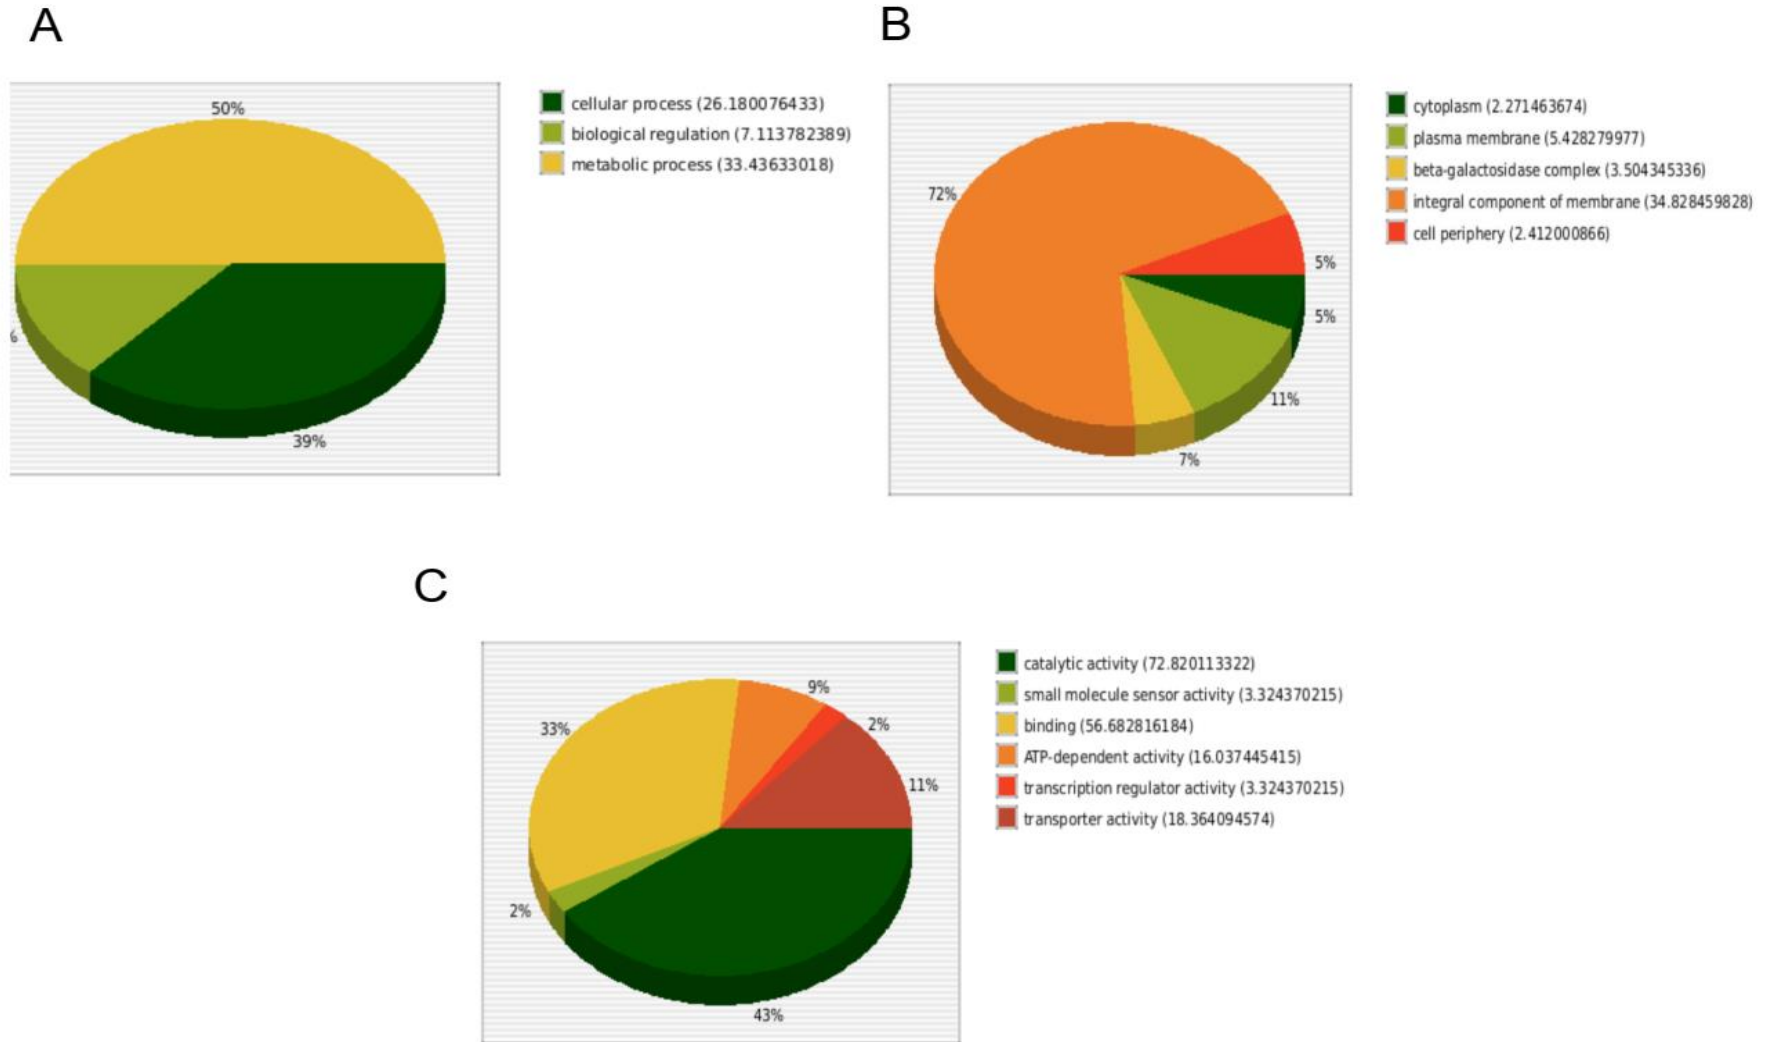 A
50%
%
39%
cellular process (26.180076433)
biological regulation (7.113782389)
metabolic process (33.43633018)
B
72%
5%
5%
11%
7%
cytoplasm (2.271463674)
plasma membrane (5.428279977)
beta-galactosidase complex (3.504345336)
integral component of membrane (34.828459828)
cell periphery (2.412000866)
C
9%
33%
2%
11%
2%
43%
catalytic activity (72.820113322)
small molecule sensor activity (3.324370215)
binding (56.682816184)
ATP-dependent activity (16.037445415)
transcription regulator activity (3.324370215)
transporter activity (18.364094574)